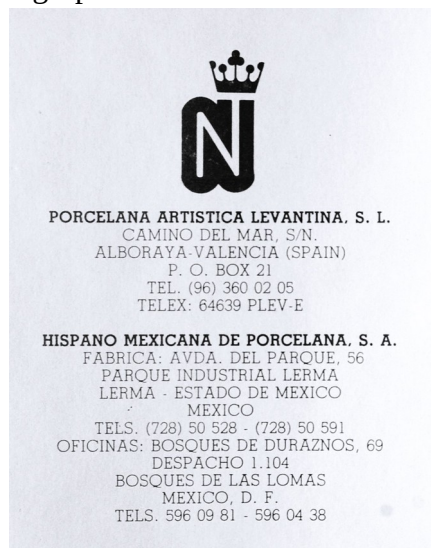 N
PORCELANA ARTISTICA LEVANTINA, S. L.
CAMINO DEL MAR, S/N.
ALBORAYA-VALENCIA (SPAIN)
P. O. BOX 21
TEL. (96) 360 02 05
TELEX: 64639 PLEV-E
HISPANO MEXICANA DE PORCELANA, S. A.
FABRICA: AVDA. DEL PARQUE, 56
PARQUE INDUSTRIAL LERMA
LERMA - ESTADO DE MEXICO
MEXICO
TELS. (728) 50 528 - (728) 50 591
OFICINAS: BOSQUES DE DURAZNOS, 69
DESPACHO 1.104
BOSQUES DE LAS LOMAS
MEXICO, D. F.
TELS. 596 09 81 - 596 04 38